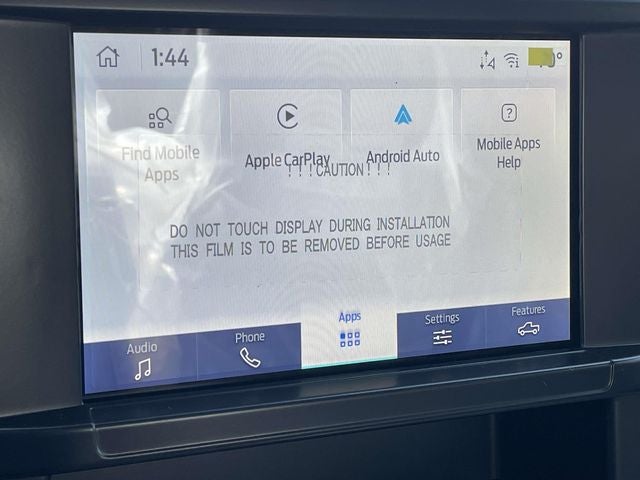 1:44
Find Mobile
Apps
Apple CarPlay
Android Auto
Mobile Apps
Help
! ! ! CAUTION ! ! !
DO NOT TOUCH DISPLAY DURING INSTALLATION
THIS FILM IS TO BE REMOVED BEFORE USAGE
Audio
Phone
Apps
Settings
Features